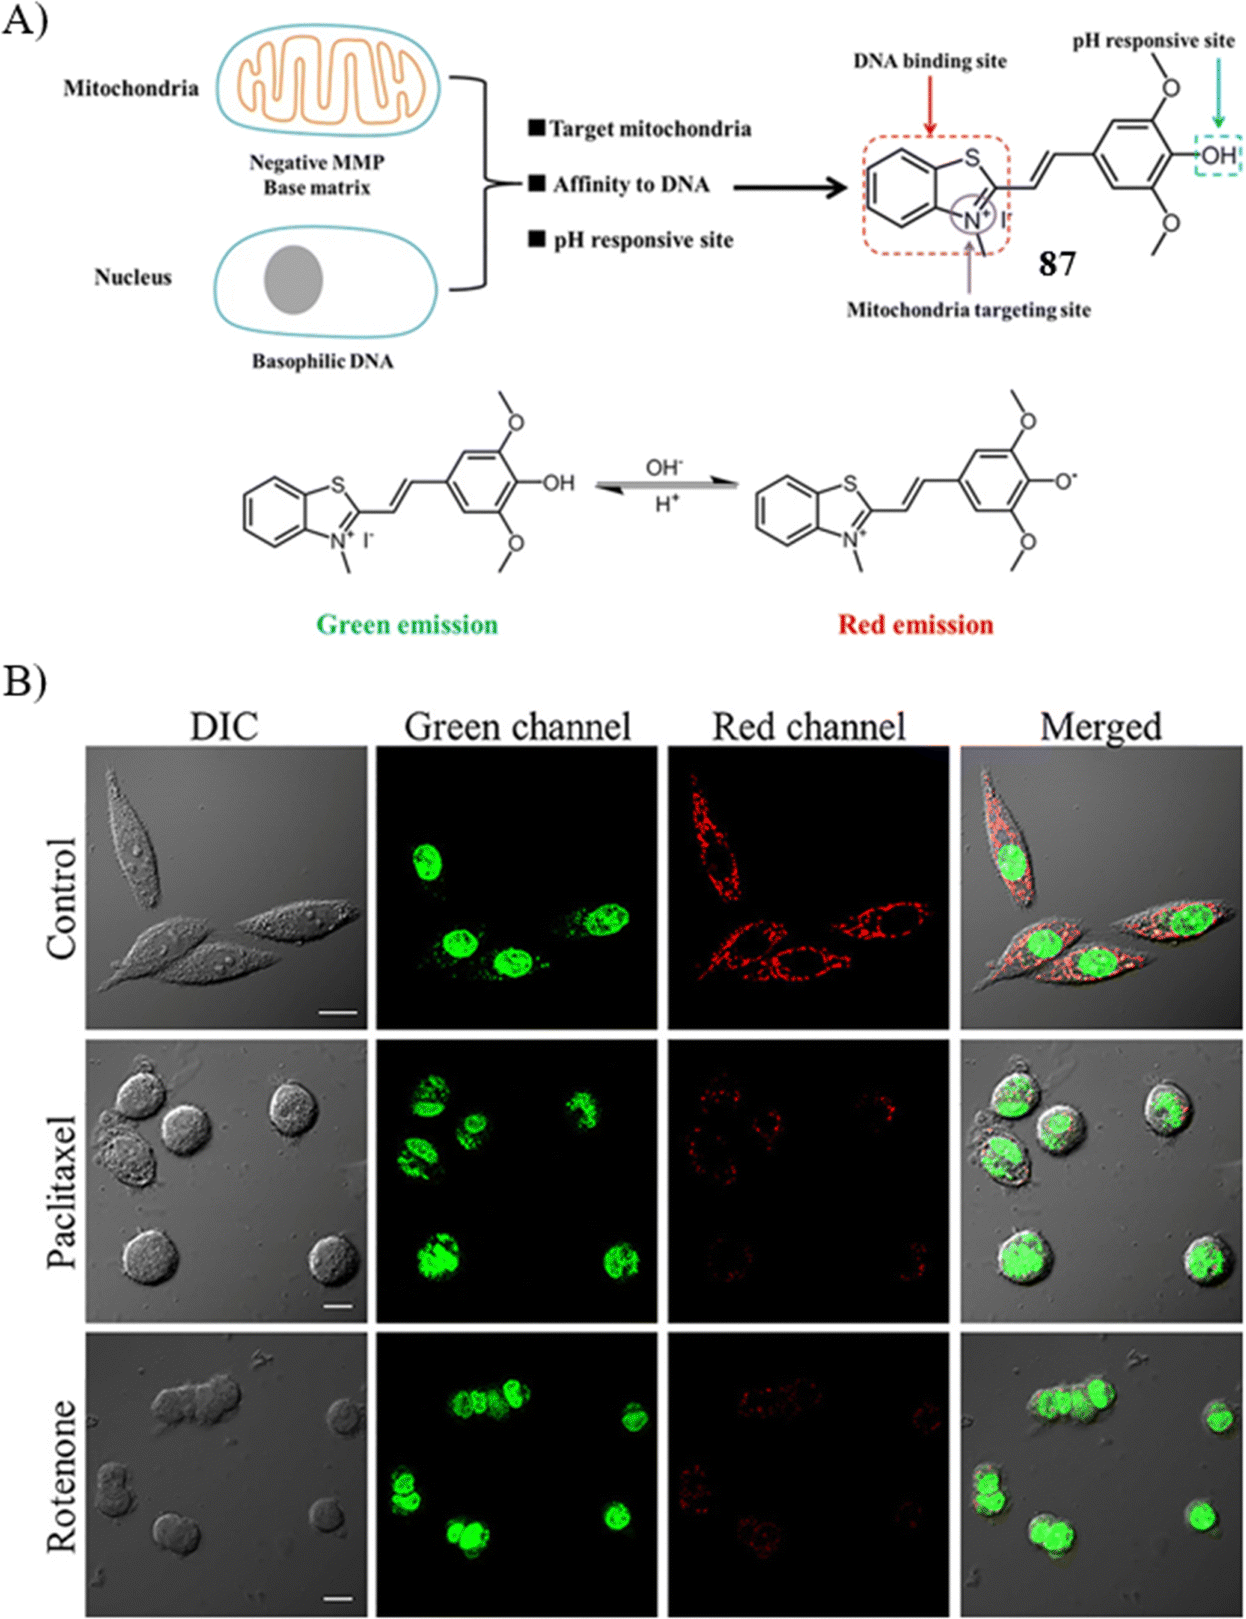 A)
Mitochondria
Negative MMP
Base matrix
Nucleus
Basophilic DNA
■ Target mitochondria
■ Affinity to DNA
■ pH responsive site
DNA binding site
pH responsive site
S
N+ I-
O
OH
O
87
Mitochondria targeting site
S
N+ I-
O
OH
O
OH-
H+
S
N+
O
O-
O
Green emission
Red emission
B)
DIC Green channel Red channel Merged
Control
Paclitaxel
Rotenone